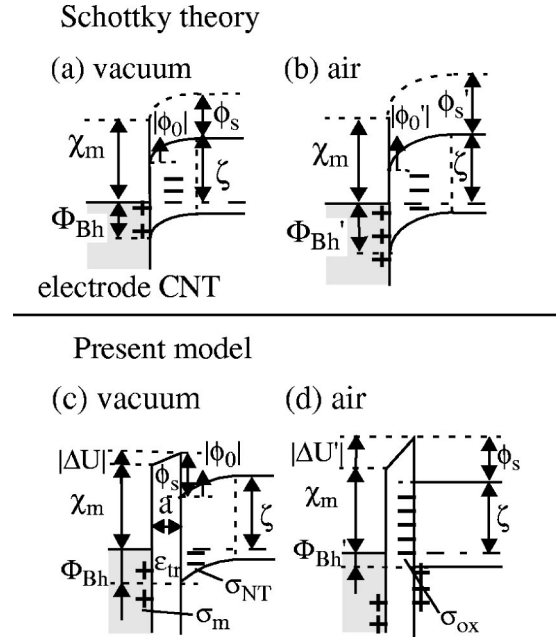 Schottky theory
(a) vacuum
(b) air
χm
|ϕ0|
ϕs
ζ
ΦBh
electrode CNT
χm
|ϕ0'|
ϕs'
ζ
ΦBh'
Present model
(c) vacuum
(d) air
|ΔU|
χm
ϕs
|ϕ0|
a
ζ
ΦBh
εtr
σNT
σm
|ΔU'|
χm
ϕs
ζ
ΦBh'
σox